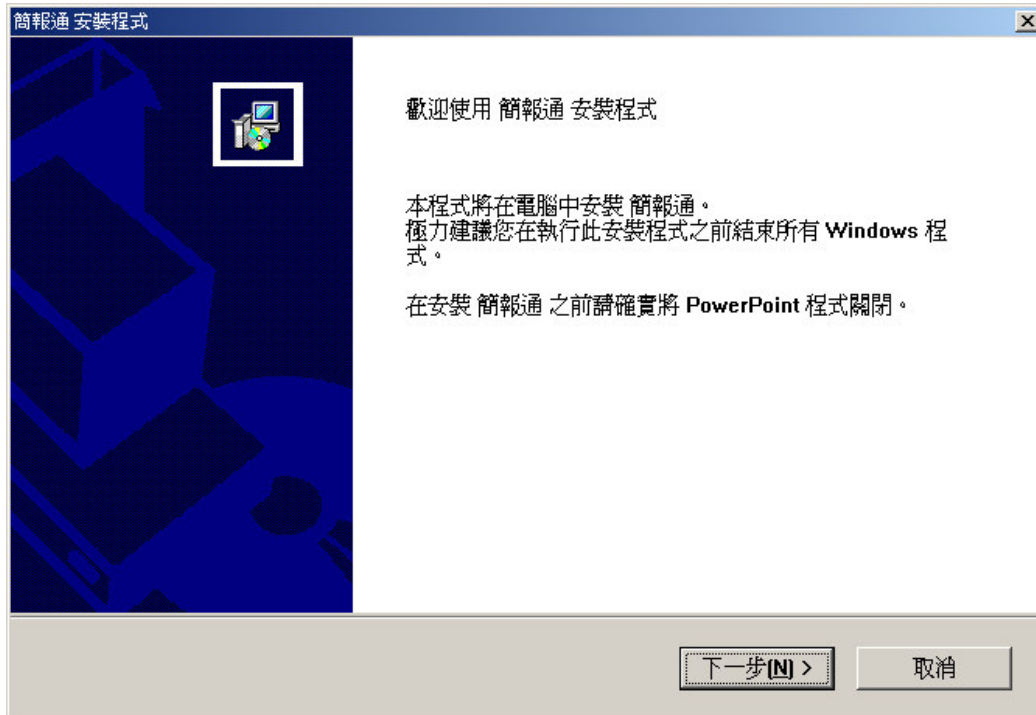 簡報通 安裝程式
歡迎使用 簡報通 安裝程式
本程式將在電腦中安裝 簡報通。
極力建議您在執行此安裝程式之前結束所有 Windows 程
式。
在安裝 簡報通 之前請確實將 PowerPoint 程式關閉。
下一步(N) >
取消